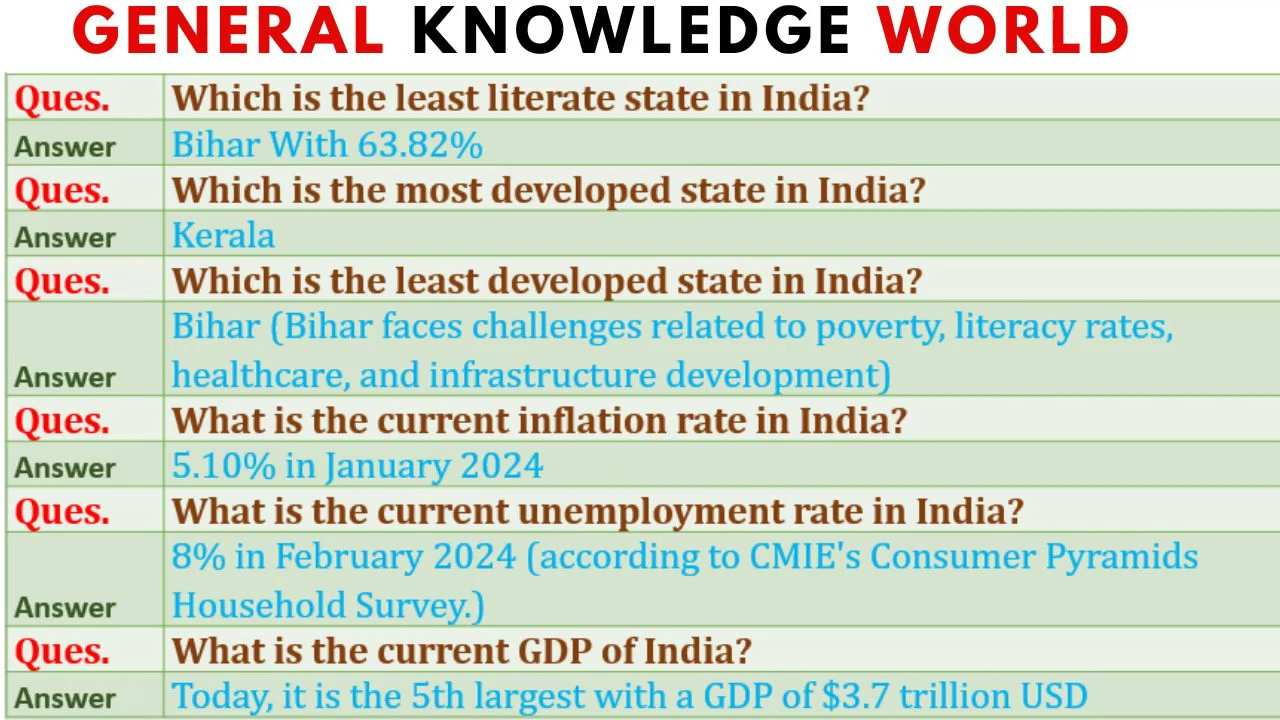 GENERAL KNOWLEDGE WORLD
Ques. Which is the least literate state in India?
Answer Bihar With 63.82%
Ques. Which is the most developed state in India?
Answer Kerala
Ques. Which is the least developed state in India?
Bihar (Bihar faces challenges related to poverty, literacy rates,
Answer healthcare, and infrastructure development)
Ques. What is the current inflation rate in India?
Answer 5.10% in January 2024
Ques. What is the current unemployment rate in India?
8% in February 2024 (according to CMIE's Consumer Pyramids
Answer Household Survey.)
Ques. What is the current GDP of India?
Answer Today, it is the 5th largest with a GDP of $3.7 trillion USD